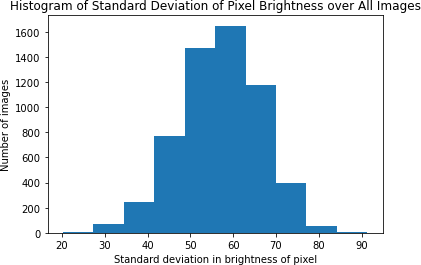 Histogram of Standard Deviation of Pixel Brightness over All Images
1600
1400
1200
1000
800
600
400
200
0
Number of images
20 30 40 50 60 70 80 90
Standard deviation in brightness of pixel